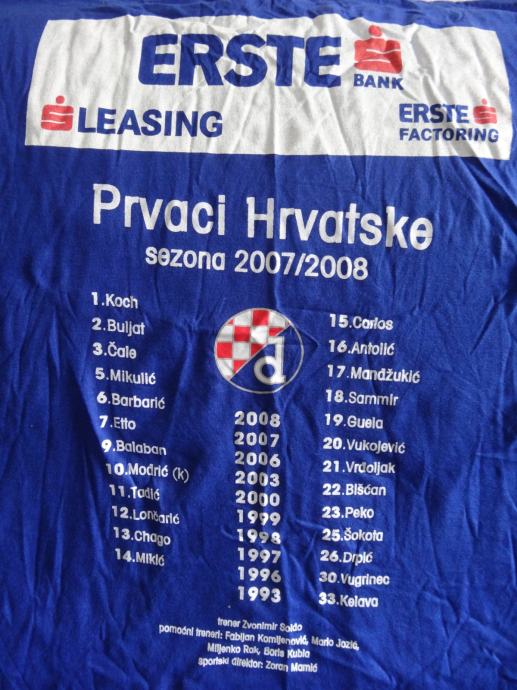 ERSTE
BANK
LEASING
ERSTE
FACTORING
Prvaci Hrvatske
sezona 2007/2008
1.Koch
2.Buljat
3.Čale
5.Mikulić
6.Barbarić
7.Etto
9.Balaban
10.Modrić (k)
11.Tadić
12.Lončarić
13.Chago
14.Mikić
d
2008
2007
2006
2003
2000
1999
1998
1997
1996
1993
15.Carlos
16.Antolić
17.Mandžukić
18.Sammir
19.Guela
20.Vukojević
21.Vrdoljak
22.Bišćan
23.Peko
25.Šokota
26.Drpić
30.Vugrinec
33.Kelava
trener Zvonimir Soldo
pomoćni treneri: Fabijan Komljenović, Mario Jozić,
Miljenko Rak, Boris Kubla
sportski direktor: Zoran Mamić